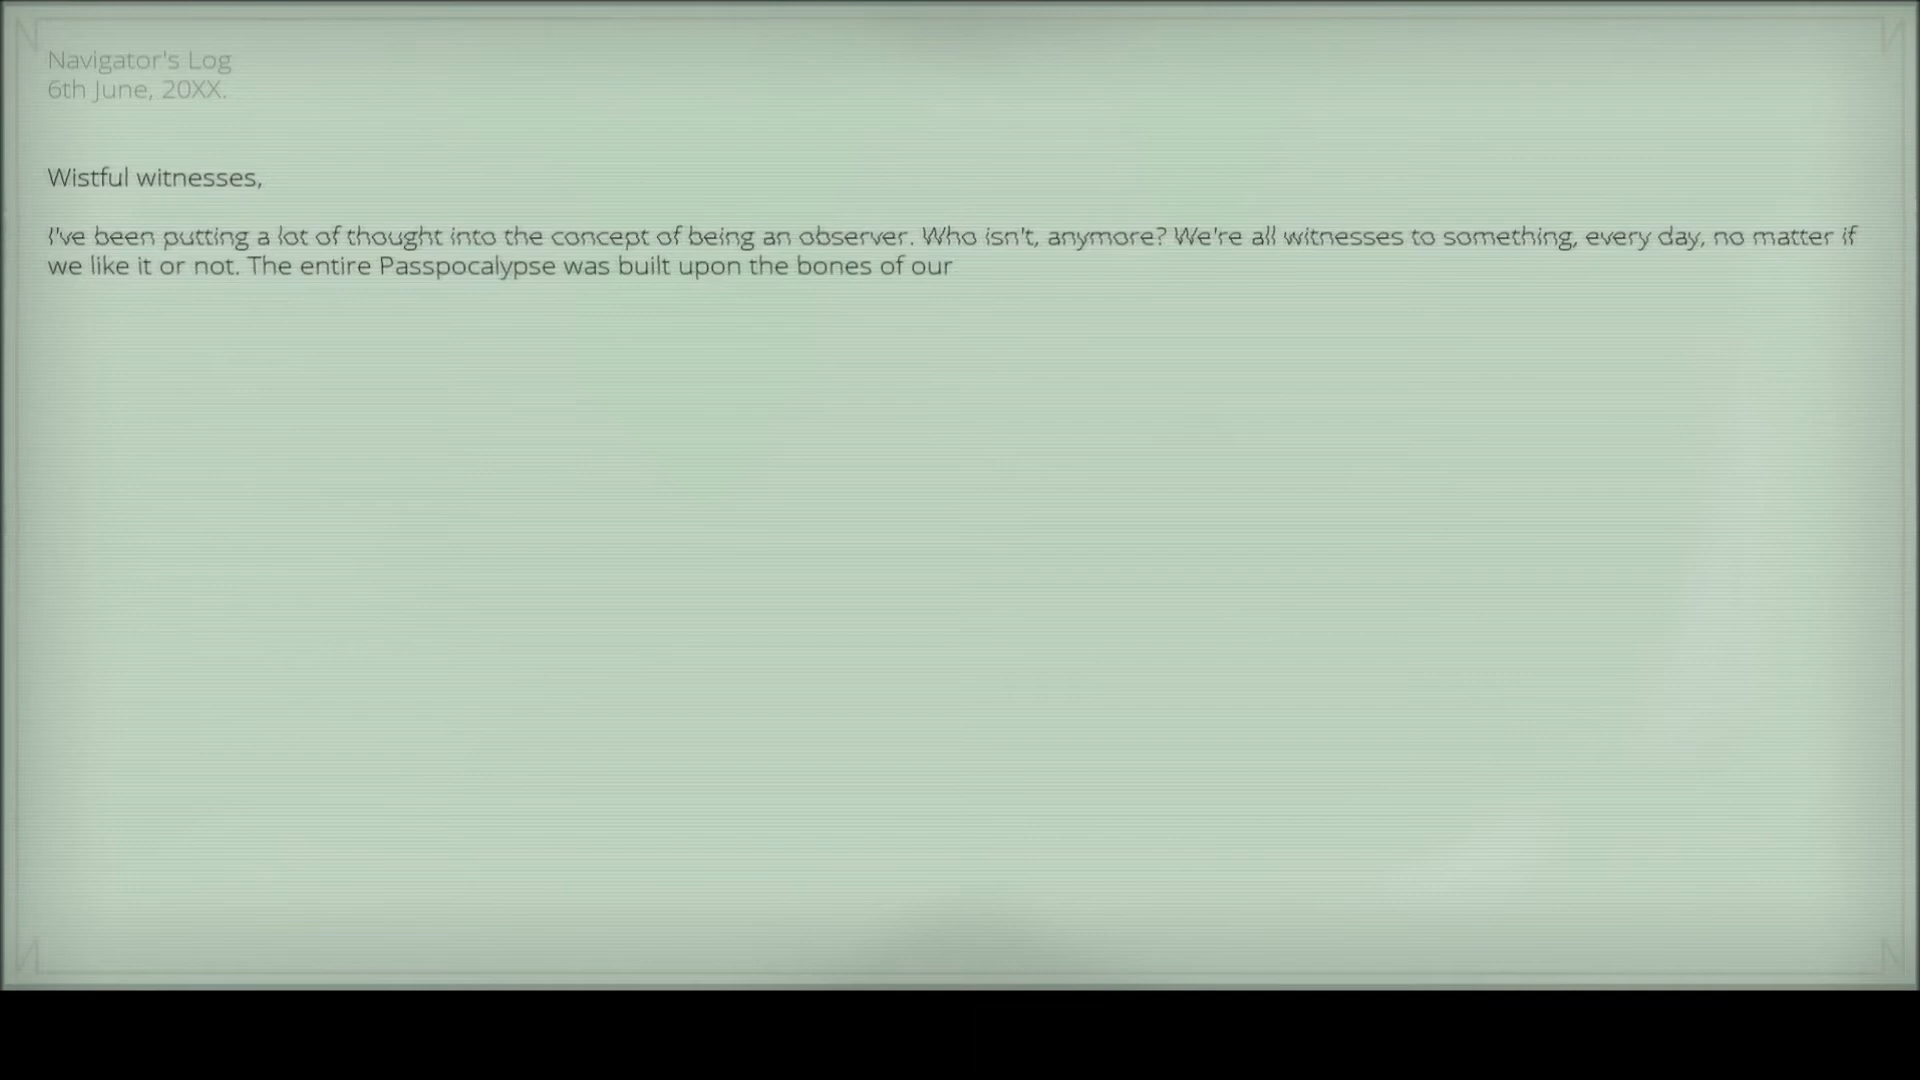 Navigator's Log
6th June, 20XX.
Wistful witnesses,
I've been putting a lot of thought into the concept of being an observer. Who isn't, anymore? We're all witnesses to something, every day, no matter if
we like it or not. The entire Passpocalypse was built upon the bones of our